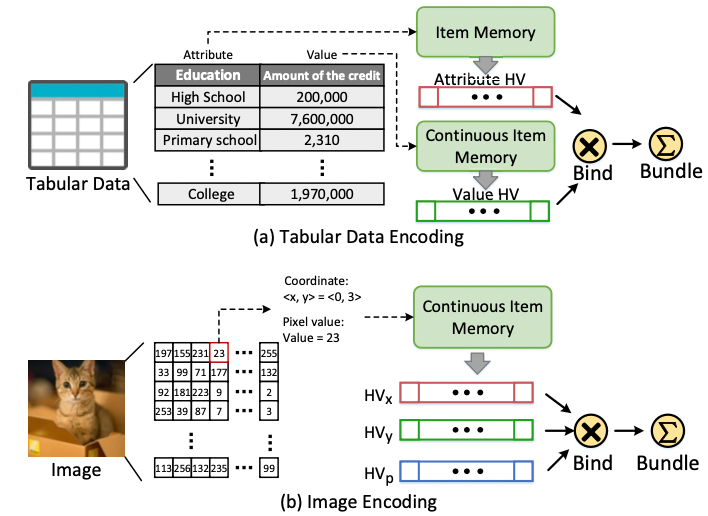 Attribute
Value
Education
Amount of the credit
High School
200,000
University
7,600,000
Primary school
2,310
College
1,970,000
Tabular Data
Item Memory
Attribute HV
Continuous Item
Memory
Value HV
Bind
Bundle
(a) Tabular Data Encoding
Coordinate:
<x, y> = <0, 3>
Pixel value:
Value = 23
197 155 231 23 255
33 99 71 177 132
92 181 223 9 2
253 39 87 7 3
113 256 132 235 99
Image
Continuous Item
Memory
HVx
HVy
HVp
Bind
Bundle
(b) Image Encoding